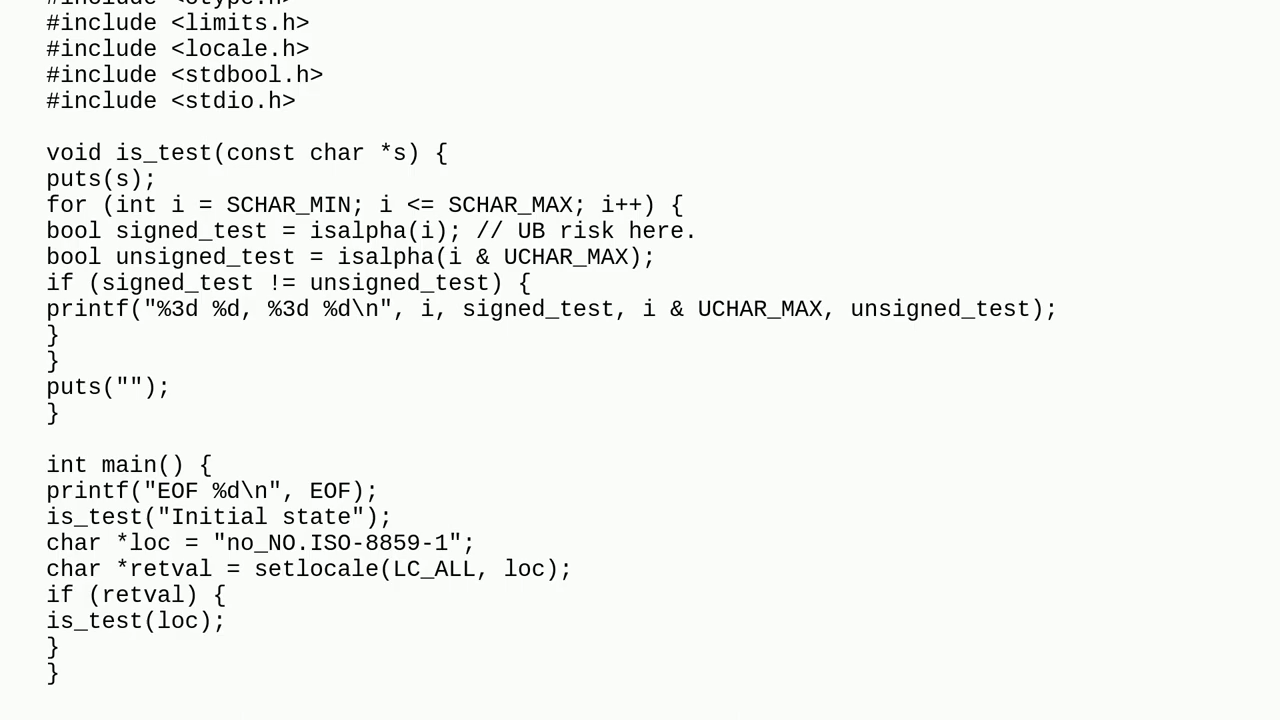 #include <ctype.h>
#include <limits.h>
#include <locale.h>
#include <stdbool.h>
#include <stdio.h>

void is_test(const char *s) {
puts(s);
for (int i = SCHAR_MIN; i <= SCHAR_MAX; i++) {
bool signed_test = isalpha(i); // UB risk here.
bool unsigned_test = isalpha(i & UCHAR_MAX);
if (signed_test != unsigned_test) {
printf("%3d %d, %3d %d\n", i, signed_test, i & UCHAR_MAX, unsigned_test);
}
}
puts("");
}

int main() {
printf("EOF %d\n", EOF);
is_test("Initial state");
char *loc = "no_NO.ISO-8859-1";
char *retval = setlocale(LC_ALL, loc);
if (retval) {
is_test(loc);
}
}